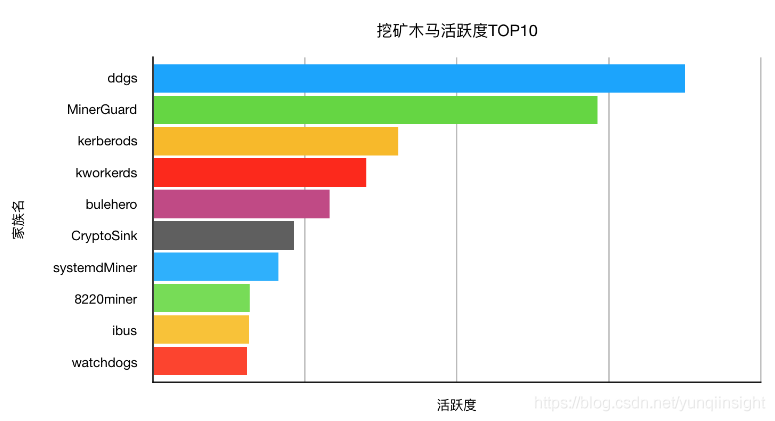 挖矿木马活跃度TOP10
家族名
ddgs
MinerGuard
kerberods
kworkerds
bulehero
CryptoSink
systemdMiner
8220miner
ibus
watchdogs
活跃度
https://blog.csdn.net/yunqiinsight